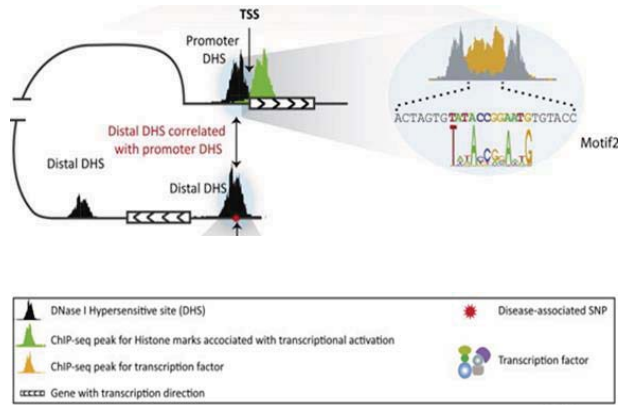 TSS
Promoter
DHS
ACTAGTGTATACCGGAATGTGTACC
Motif2
Distal DHS correlated
with promoter DHS
Distal DHS
Distal DHS
DNase I Hypersensitive site (DHS)
Disease-associated SNP
ChIP-seq peak for Histone marks accociated with transcriptional activation
ChIP-seq peak for transcription factor
Transcription factor
Gene with transcription direction